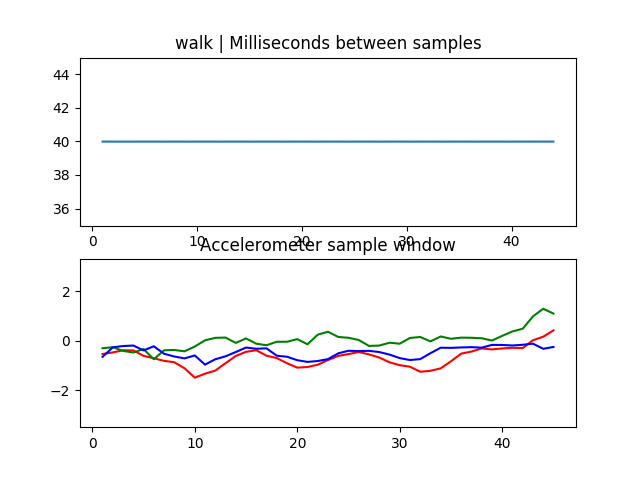 walk | Milliseconds between samples
44
42
40
38
36
0 10 20 30 40
Accelerometer sample window
2
0
−2
0 10 20 30 40